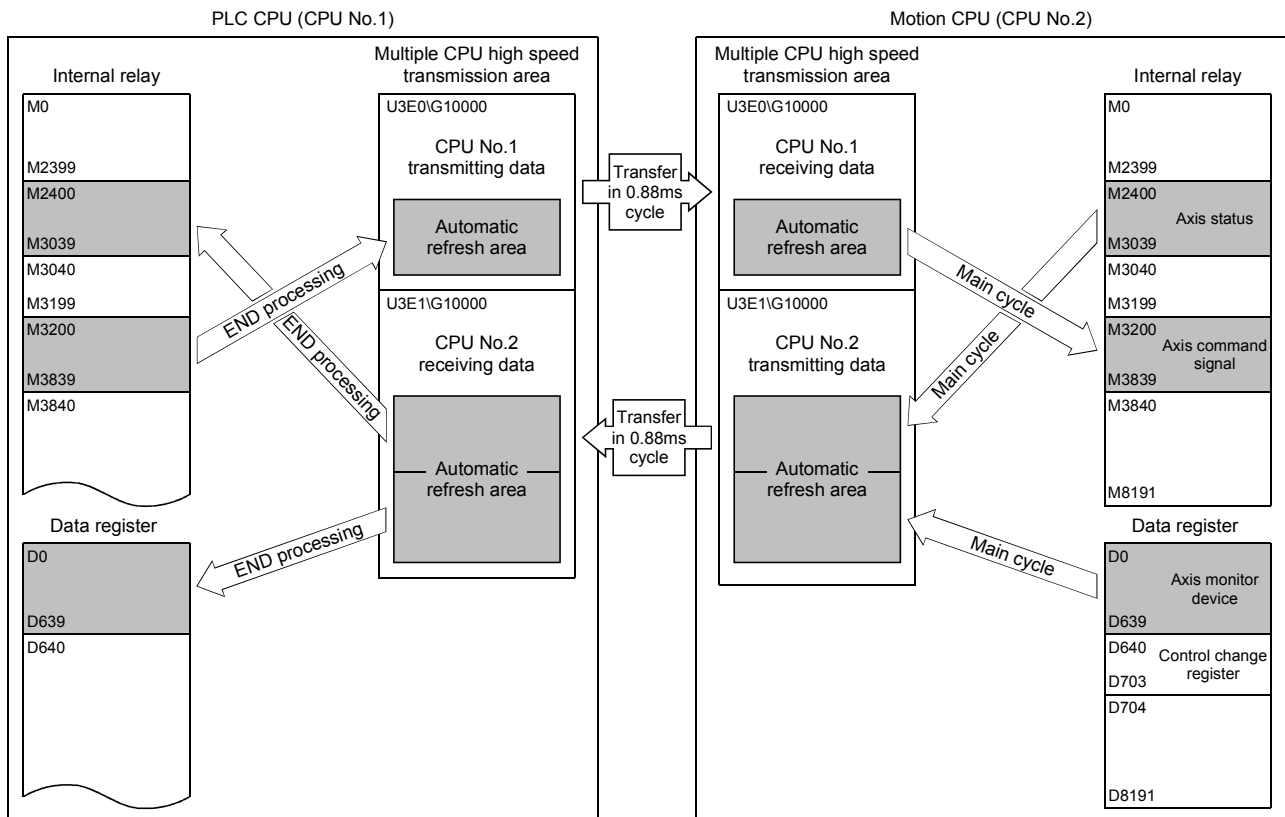 PLC CPU (CPU No.1)
Internal relay
M0
M2399
M2400
M3039
M3040
M3199
M3200
M3839
M3840
Data register
D0
D639
D640
END processing
END processing
END processing
Multiple CPU high speed
transmission area
U3E0\G10000
CPU No.1
transmitting data
Automatic
refresh area
U3E1\G10000
CPU No.2
receiving data
Automatic
refresh area
Transfer
in 0.88ms
cycle
Transfer
in 0.88ms
cycle
Motion CPU (CPU No.2)
Multiple CPU high speed
transmission area
U3E0\G10000
CPU No.1
receiving data
Automatic
refresh area
U3E1\G10000
CPU No.2
transmitting data
Automatic
refresh area
Main cycle
Main cycle
Main cycle
Internal relay
M0
M2399
M2400
Axis status
M3039
M3040
M3199
M3200
Axis command
signal
M3839
M3840
M8191
Data register
D0
Axis monitor
device
D639
D640
Control change
register
D703
D704
D8191